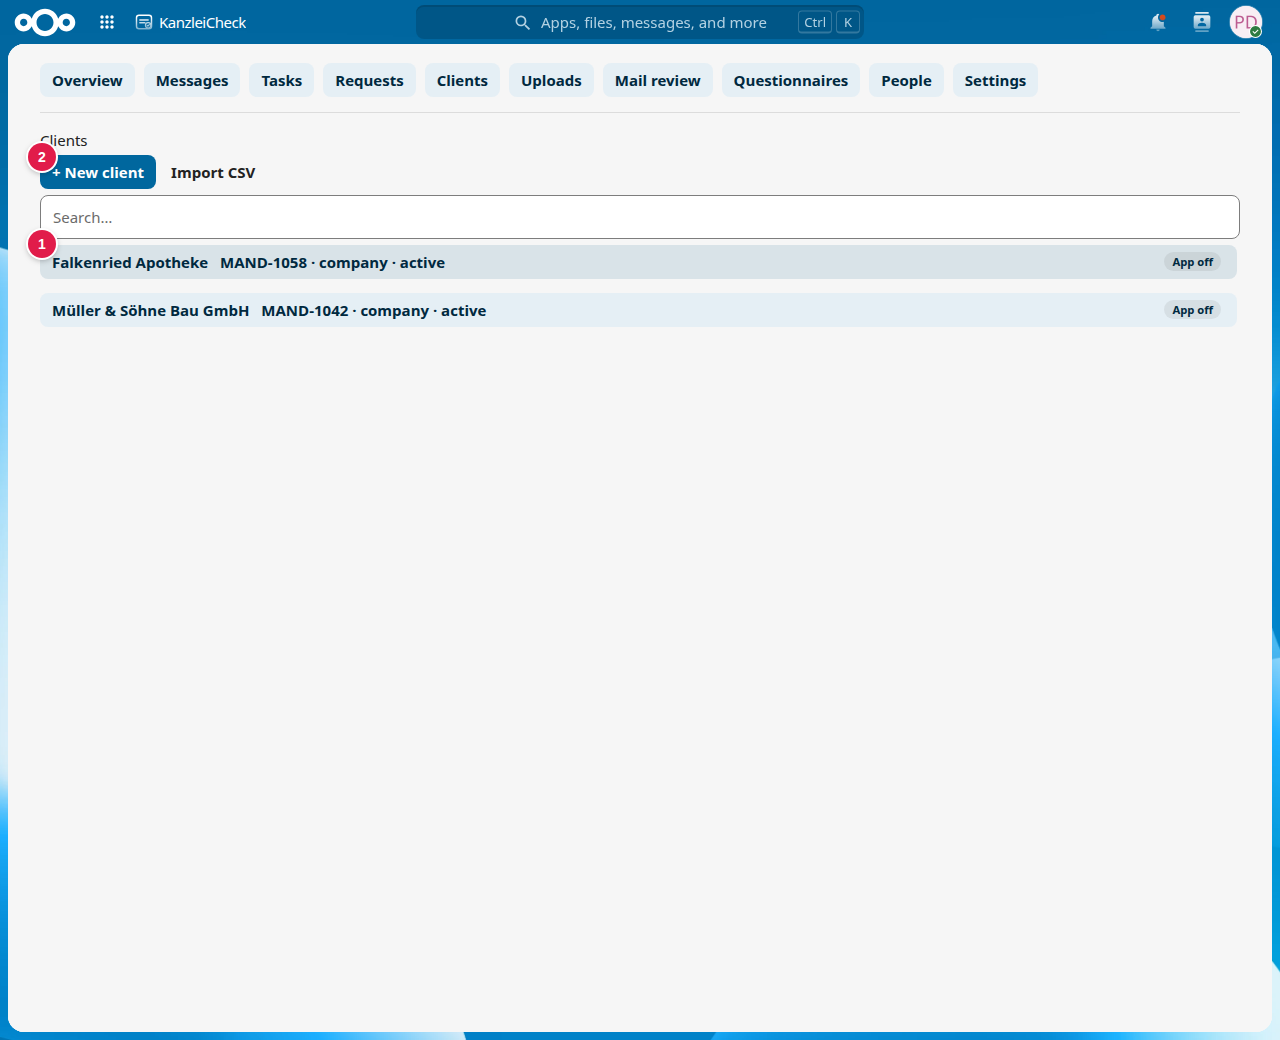 KanzleiCheck
Apps, files, messages, and more Ctrl K
PD
Overview Messages Tasks Requests Clients Uploads Mail review Questionnaires People Settings
Clients
2
+ New client Import CSV
Search...
1
Falkenried Apotheke MAND-1058 · company · active App off
Müller & Söhne Bau GmbH MAND-1042 · company · active App off